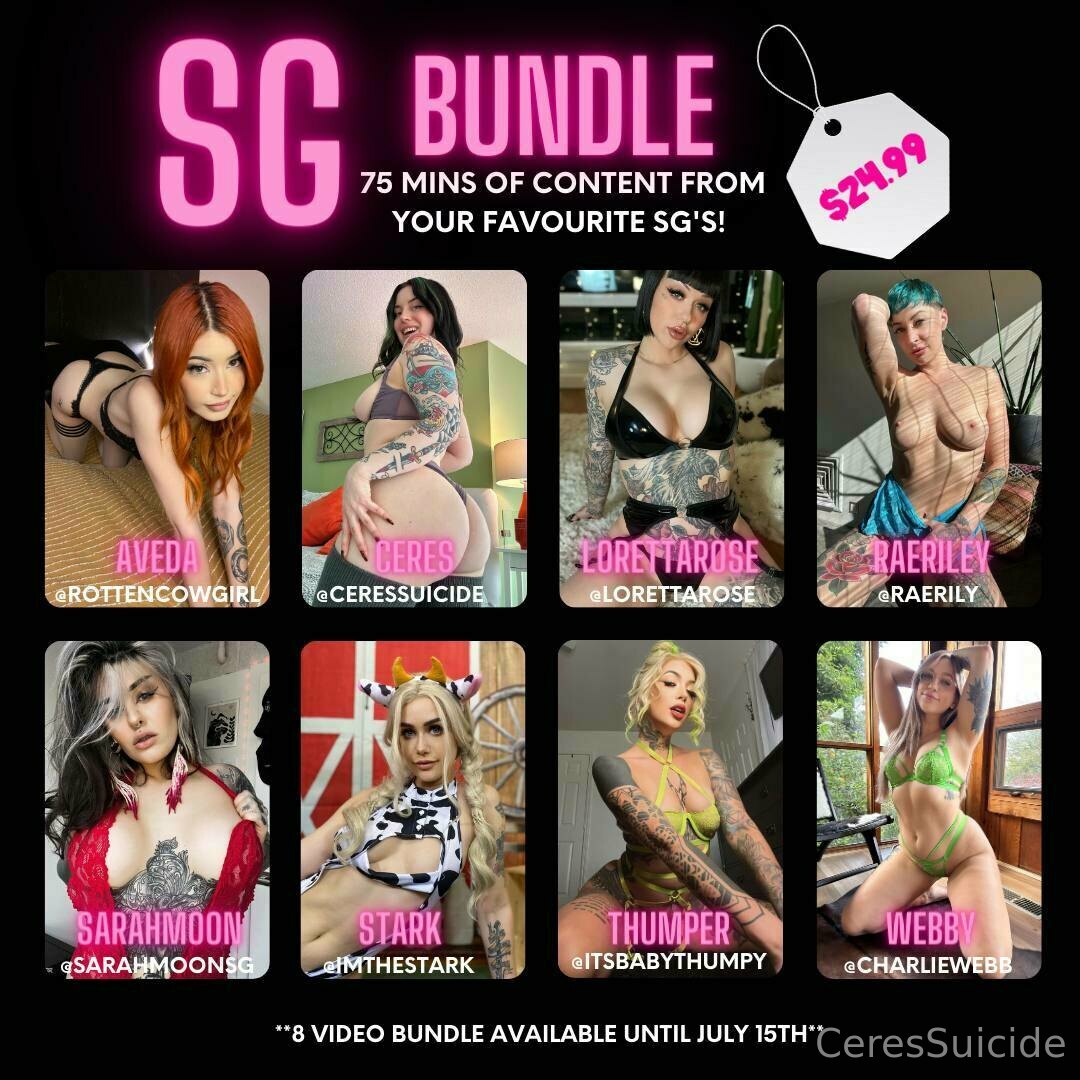 SG
BUNDLE
$24.99
75 MINS OF CONTENT FROM
YOUR FAVOURITE SG'S!
AVEDA
@ROTTENCOWGIRL
CERES
@CERESSUICIDE
LORETTAROSE
@LORETTAROSE
RAERILEY
@RAERILY
SARAHMOON
@SARAHMOONSG
STARK
@IMTHESTARK
THUMPER
@ITSBABYTHUMPY
WEBBY
@CHARLIEWEBB
**8 VIDEO BUNDLE AVAILABLE UNTIL JULY 15TH**
CeresSuicide